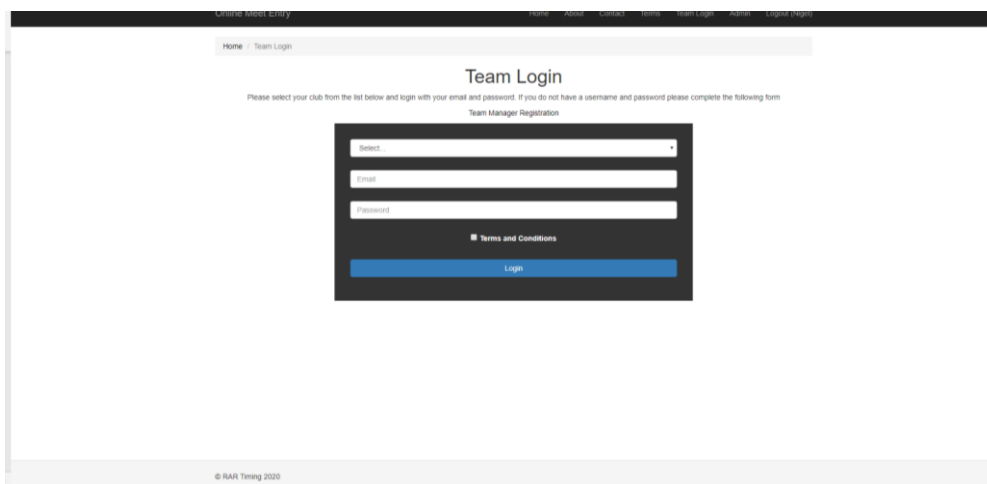 Online Meet Entry Home About Contact Terms Team Login Admin Logout (Nigel)
Home / Team Login
Team Login
Please select your club from the list below and login with your email and password. If you do not have a username and password please complete the following form
Team Manager Registration
Select...
Email
Password
Terms and Conditions
Login
© RAR Timing 2020